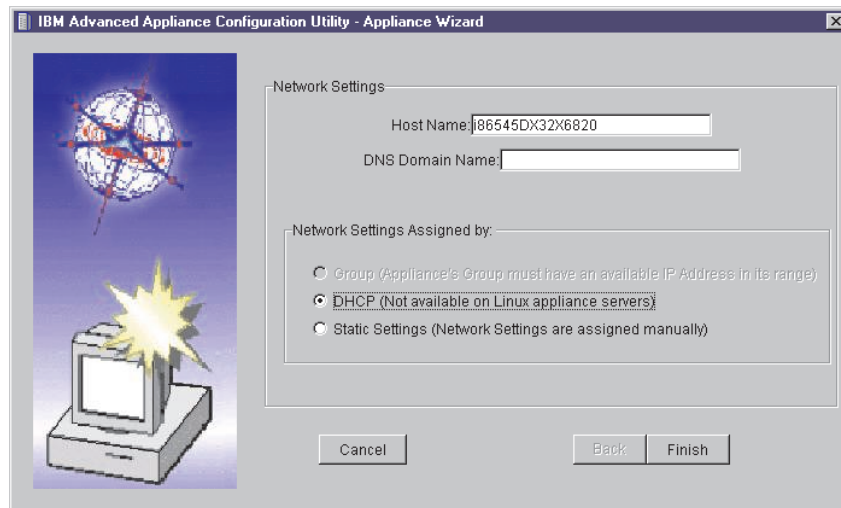 IBM Advanced Appliance Configuration Utility - Appliance Wizard
Network Settings
Host Name: i86545DX32X6820
DNS Domain Name:
Network Settings Assigned by:
Group (Appliance's Group must have an available IP Address in its range)
DHCP (Not available on Linux appliance servers)
Static Settings (Network Settings are assigned manually)
Cancel Back Finish